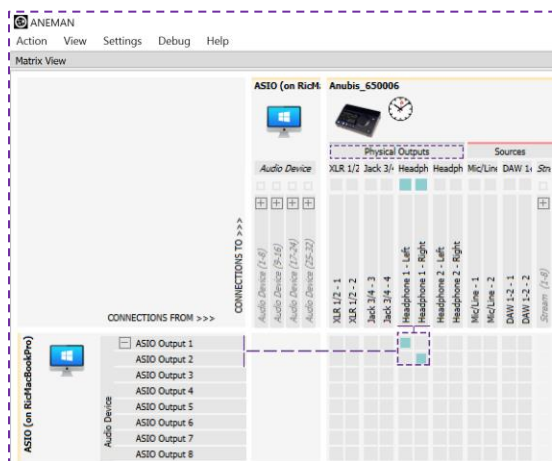 ANEMAN
Action View Settings Debug Help
Matrix View
ASIO (on RicM: Anubis_650006
Physical Outputs Sources
Audio Device XLR 1/2 Jack 3/4 Headph Headph Mic/Line DAW 1 Str
CONNECTIONS TO >>>
Audio Device (1-8)
Audio Device (9-16)
Audio Device (17-24)
Audio Device (25-32)
XLR 1/2 - 1
XLR 1/2 - 2
Jack 3/4 - 3
Jack 3/4 - 4
Headphone 1 - Left
Headphone 1 - Right
Headphone 2 - Left
Headphone 2 - Right
Mic/Line - 1
Mic/Line - 2
DAW 1-2 - 1
DAW 1-2 - 2
Stream (1-8)
CONNECTIONS FROM >>>
ASIO (on RicMacBookPro)
Audio Device
ASIO Output 1
ASIO Output 2
ASIO Output 3
ASIO Output 4
ASIO Output 5
ASIO Output 6
ASIO Output 7
ASIO Output 8